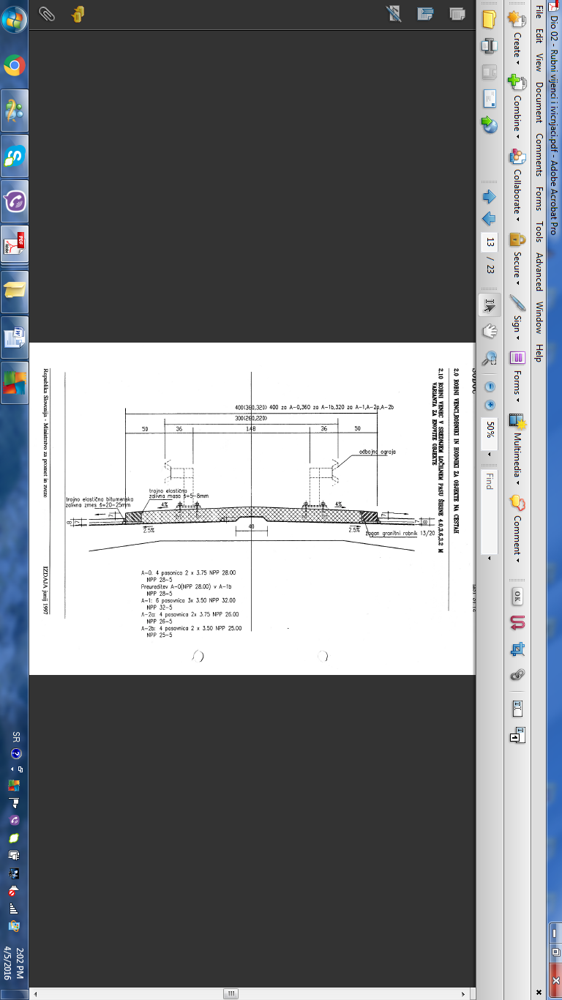 Dio 02 - Rubni vijenci i ivicnjaci.pdf - Adobe Acrobat Pro
File Edit View Document Comments Forms Tools Advanced Window Help
Create Combine Collaborate Secure Sign Forms Multimedia Comment
13 / 23 50% Find
2.0 ROBNI VENCI,ROBNIKI IN HODNIKI ZA OBJEKTE NA CESTAH
2.10 ROBNI VENEC V SREDNJEM LOČILNEM PASU ŠIRINE 4.0,3.6,3.2 M
VARIANTA ZA ENOVITE OBJEKTE
400(360,320) 400 za A-0,360 za A-1b,320 za A-1,A-2a,A-2b
300(260,220)
50 36 148 36 50
odbojna ograja
trajno elastična
zalivna masa š=5-8mm
trajno elastična bitumenska
zalivna zmes š=20-25mm
4% 4%
7 7
8 7 7 8
2.5% 40 2.5%
žagan granitni robnik 13/20
A-0. 4 pasovnica 2 x 3.75 NPP 28.00
NPP 28-5
Preureditev A-0(NPP 28.00) v A-1b
NPP 28-5
A-1: 6 pasovnica 3x 3.50 NPP 32.00
NPP 32-5
A-2a: 4 pasovnica 2x 3.75 NPP 26.00
NPP 26-5
A-2b: 4 pasovnica 2 x 3.50 NPP 25.00
NPP 25-5
Republika Slovenija - Ministrstvo za promet in zveze
IZDAJA junij 1997
SR
2:02 PM
4/5/2016